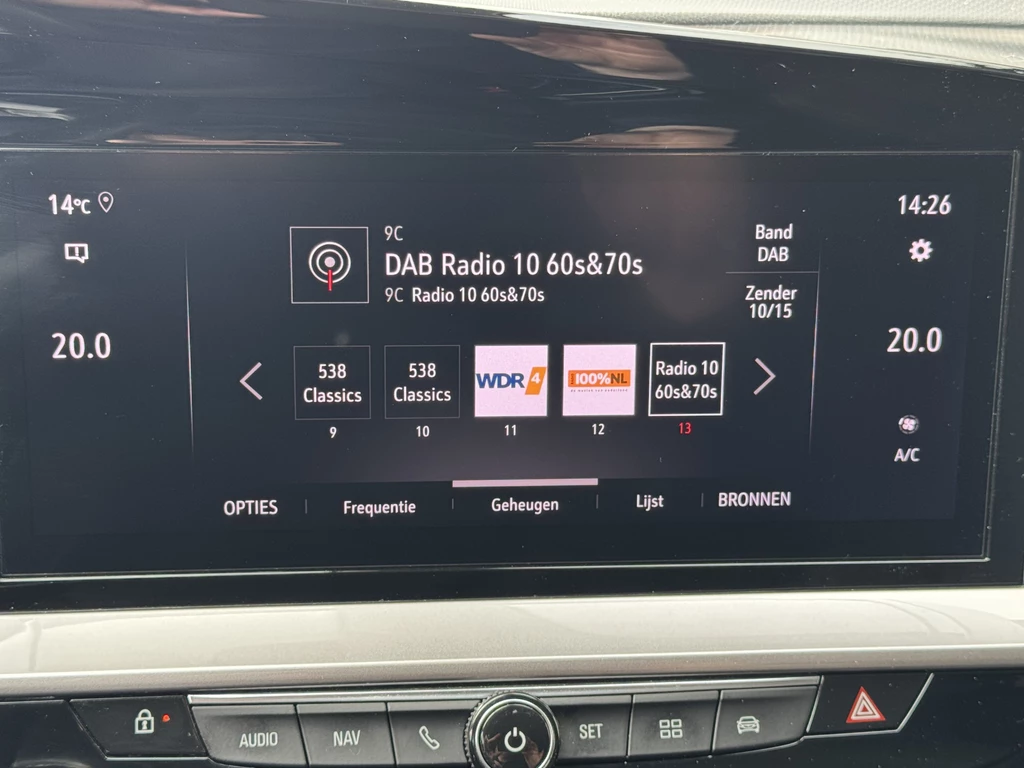 14°C
14:26
9C
DAB Radio 10 60s&70s
9C Radio 10 60s&70s
Band
DAB
Zender
10/15
20.0
20.0
538
Classics
9
538
Classics
10
WDR 4
11
100%NL
12
Radio 10
60s&70s
13
A/C
OPTIES
Frequentie
Geheugen
Lijst
BRONNEN
AUDIO
NAV
SET